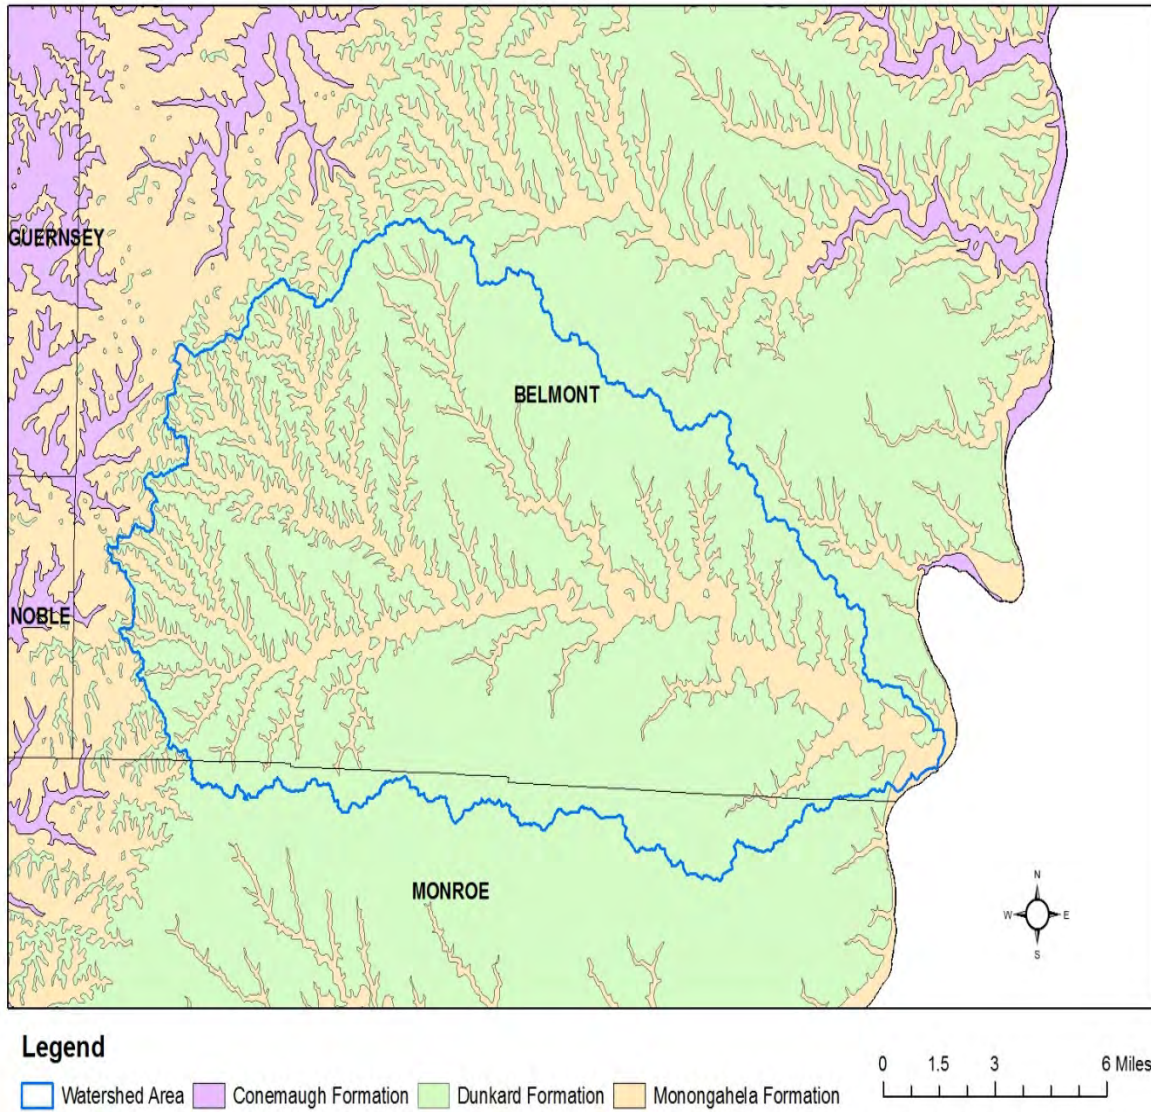 GUERNSEY
BELMONT
NOBLE
MONROE
N
W E
S
Legend
0 1.5 3 6 Miles
Watershed Area Conemaugh Formation Dunkard Formation Monongahela Formation